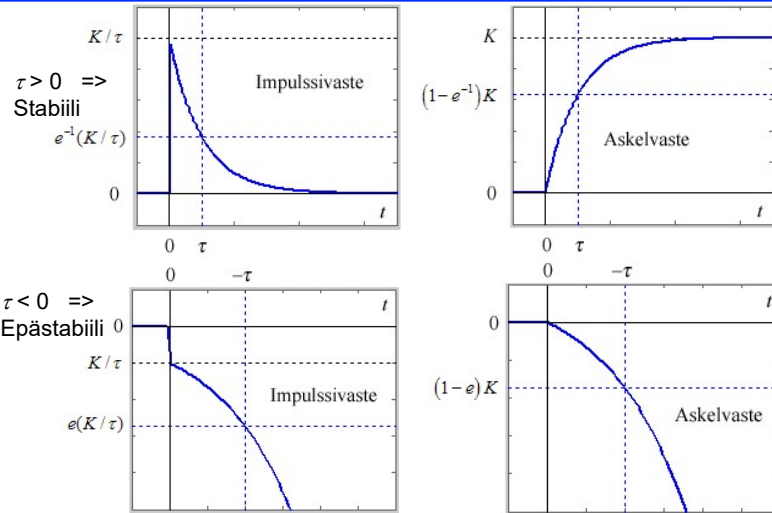 τ > 0 =>
Stabiili
K/τ
e⁻¹(K/τ)
0
Impulssivaste
t
0 τ
K
(1−e⁻¹)K
0
Askelvaste
t
0 τ
τ < 0 =>
Epästabiili
0 −τ
0
K/τ
e(K/τ)
Impulssivaste
t
0 −τ
0
(1−e)K
Askelvaste
t